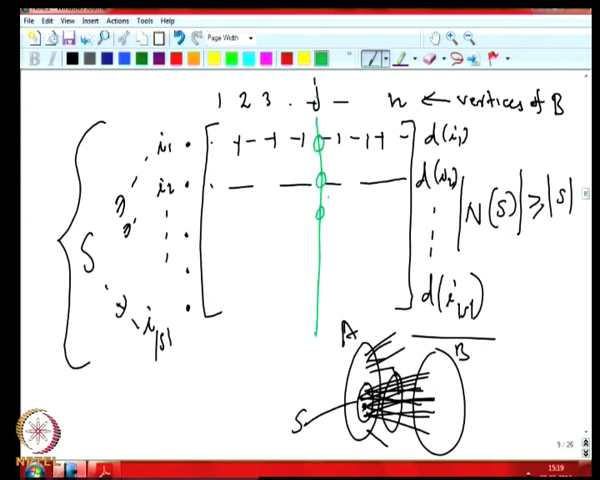 File Edit View Insert Actions Tools Help
Page Width
1 2 3 . j — n ← vertices of B
i₁ d(i₁)
i₂ d(i₂)
S |N(S)| ≥ |S|
i|S| d(i|S|)
A B
S
9 / 26
NPTEL
15:19